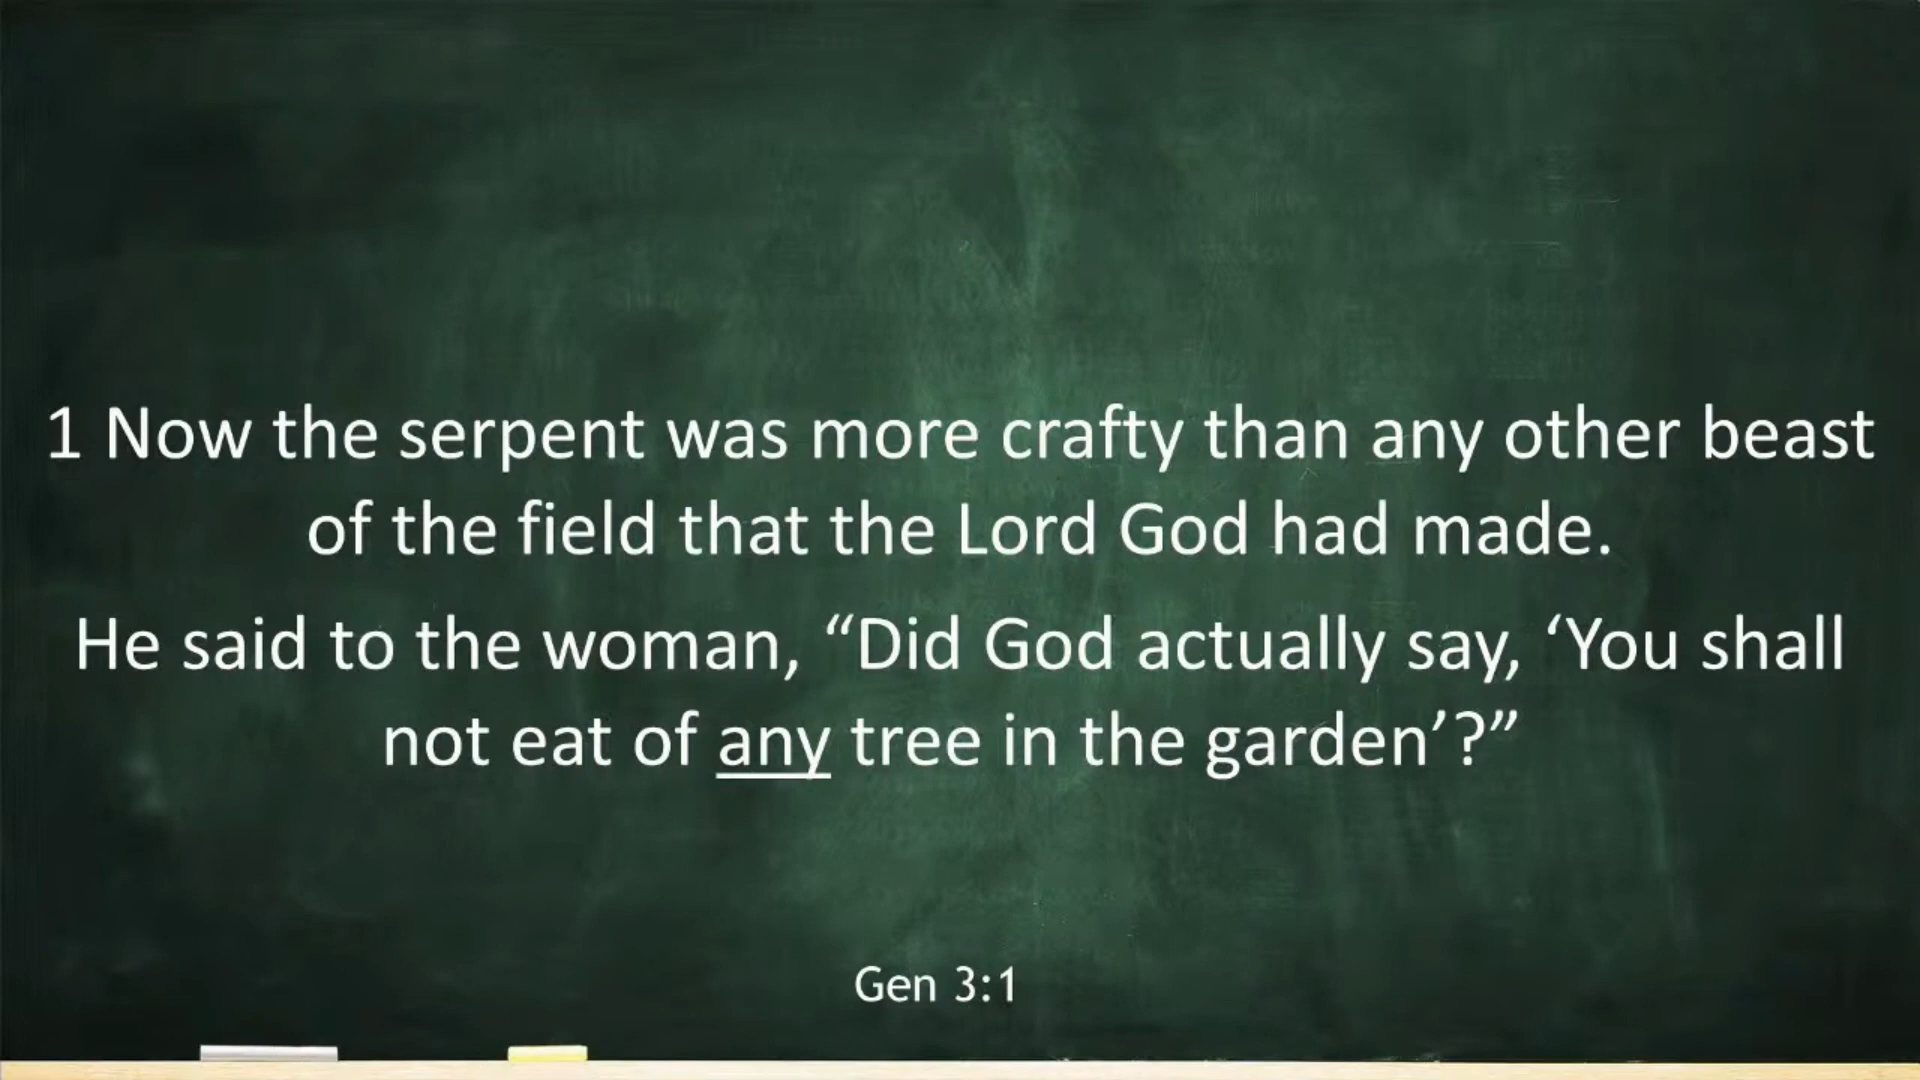 1 Now the serpent was more crafty than any other beast
of the field that the Lord God had made.
He said to the woman, “Did God actually say, ‘You shall
not eat of any tree in the garden’?”
Gen 3:1